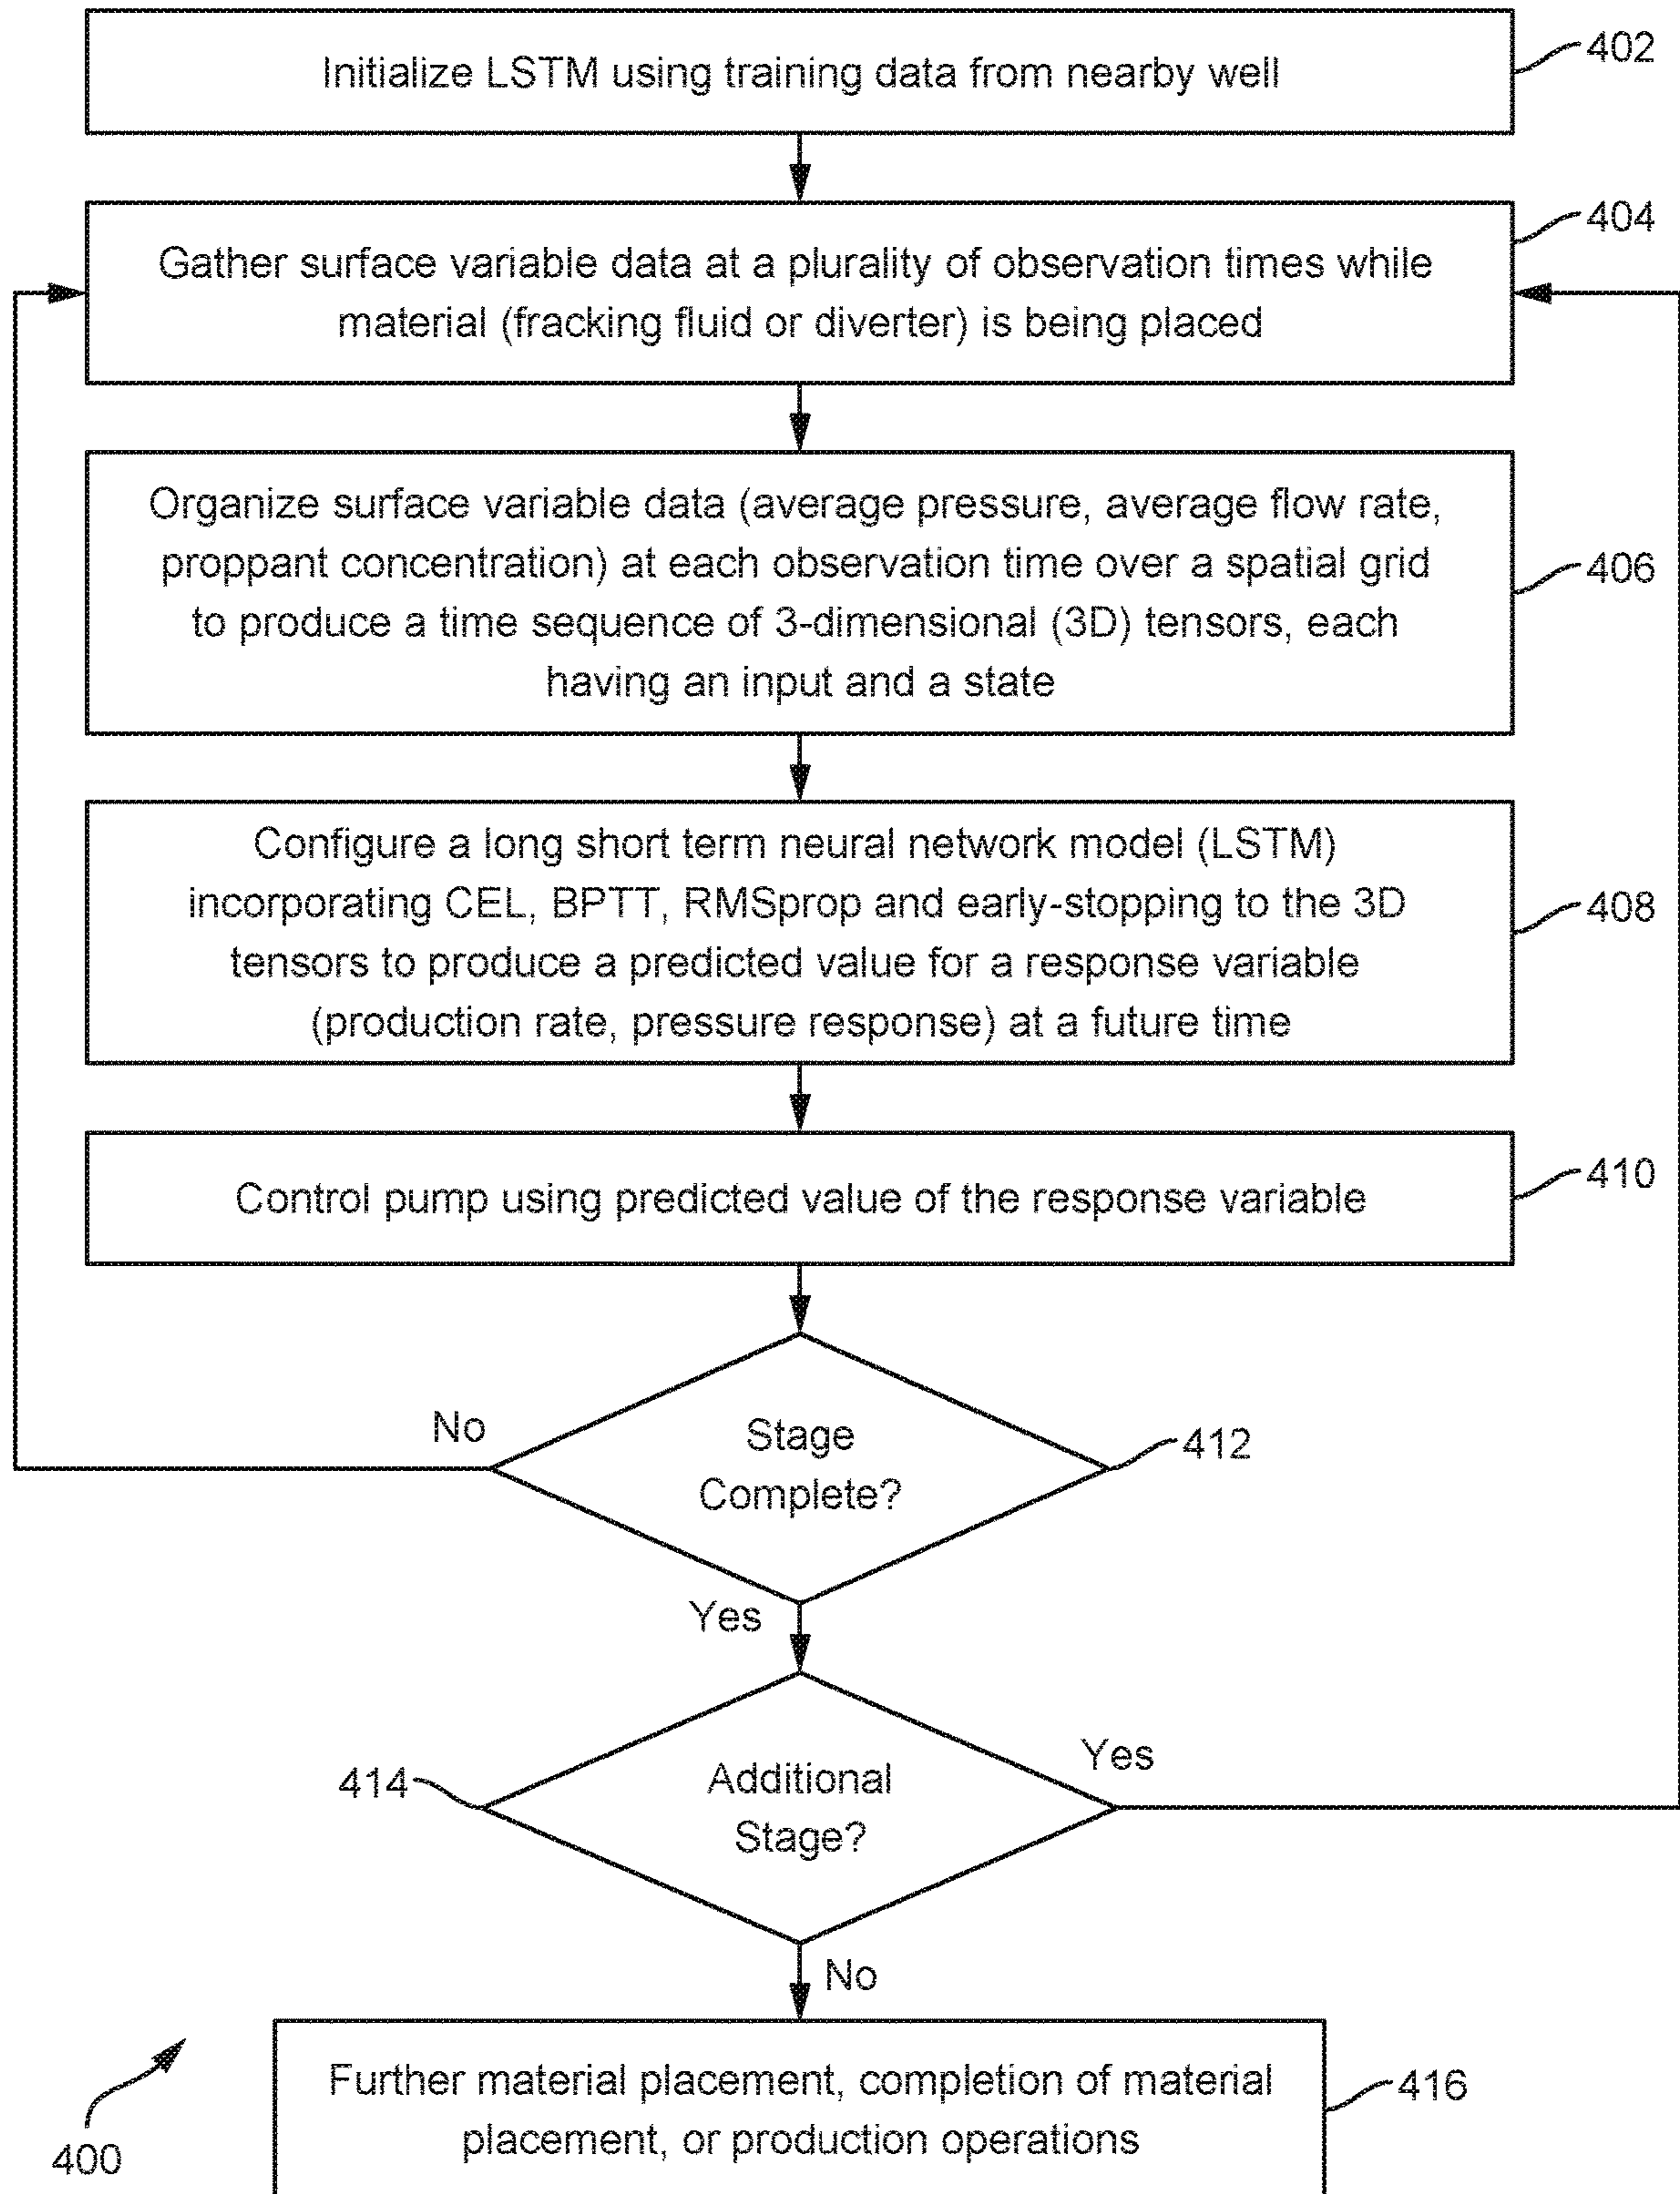 Initialize LSTM using training data from nearby well
402
Gather surface variable data at a plurality of observation times while
material (fracking fluid or diverter) is being placed
404
Organize surface variable data (average pressure, average flow rate,
proppant concentration) at each observation time over a spatial grid
to produce a time sequence of 3-dimensional (3D) tensors, each
having an input and a state
406
Configure a long short term neural network model (LSTM)
incorporating CEL, BPTT, RMSprop and early-stopping to the 3D
tensors to produce a predicted value for a response variable
(production rate, pressure response) at a future time
408
Control pump using predicted value of the response variable
410
No
Stage
Complete?
412
Yes
Additional
Stage?
414
Yes
No
Further material placement, completion of material
placement, or production operations
416
400